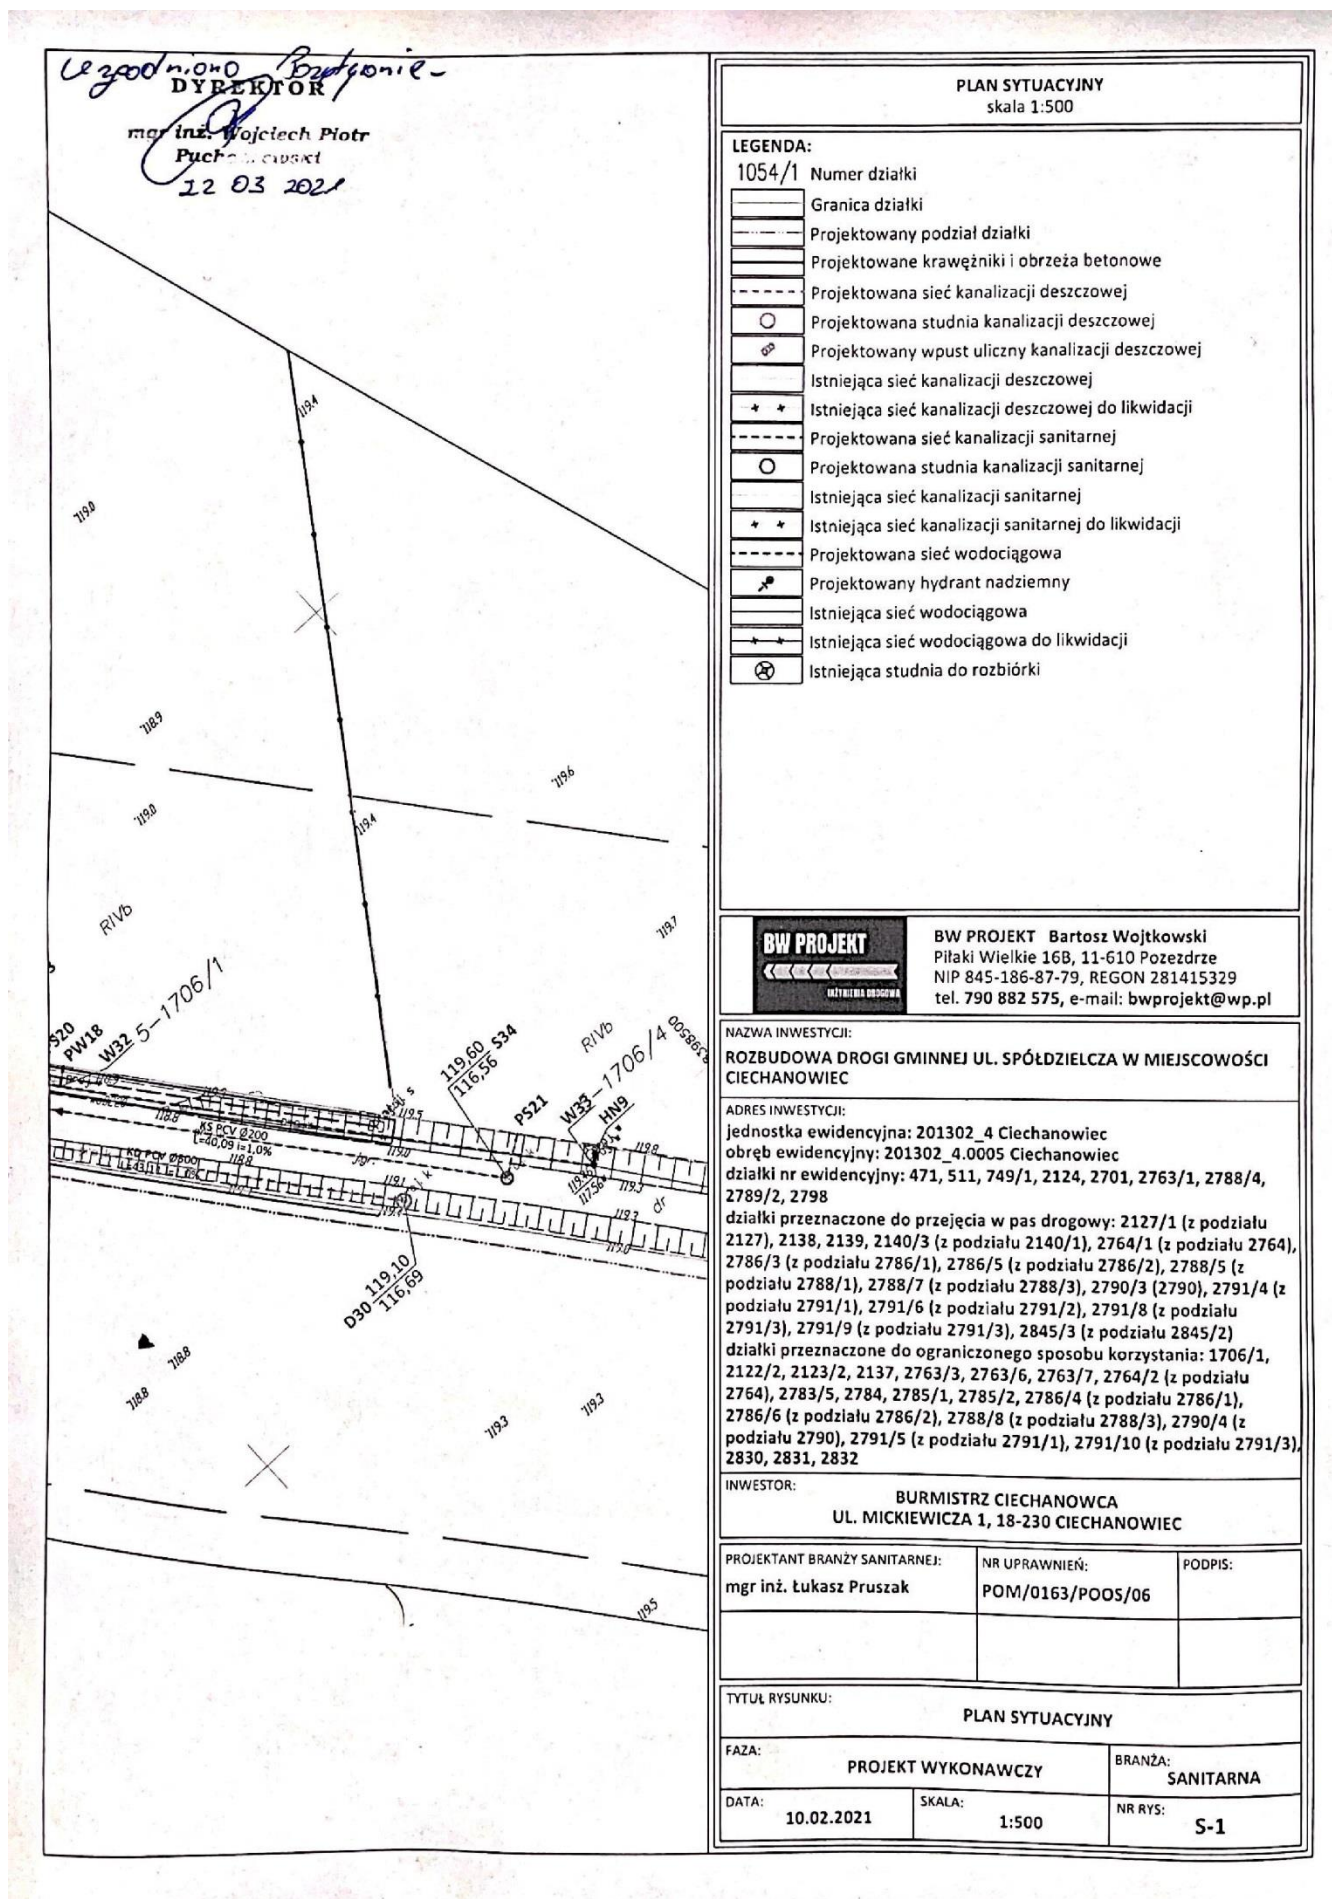 Uzgodniono Pozytywnie
DYREKTOR
mgr inż. Wojciech Piotr
12 03 2021
119.4
119.0
118.9
119.6
119.0
119.4
RIVb
119.7
5-1706/1
PW18
W32
119,60
116,56
S34
RIVb
5-1706/4
8398500
PS21
HN9
119.5
119.8
118.8
KS PCV Ø200
L=40,09 i=1.0%
119.0
118.8
119.1
119.3
119.3
dr
119.0
D30
119,10
116,69
118.8
118.8
119.3
119.3
119.5
PLAN SYTUACYJNY
skala 1:500
LEGENDA:
1054/1 Numer działki
Granica działki
Projektowany podział działki
Projektowane krawężniki i obrzeża betonowe
Projektowana sieć kanalizacji deszczowej
Projektowana studnia kanalizacji deszczowej
Projektowany wpust uliczny kanalizacji deszczowej
Istniejąca sieć kanalizacji deszczowej
Istniejąca sieć kanalizacji deszczowej do likwidacji
Projektowana sieć kanalizacji sanitarnej
Projektowana studnia kanalizacji sanitarnej
Istniejąca sieć kanalizacji sanitarnej
Istniejąca sieć kanalizacji sanitarnej do likwidacji
Projektowana sieć wodociągowa
Projektowany hydrant nadziemny
Istniejąca sieć wodociągowa
Istniejąca sieć wodociągowa do likwidacji
Istniejąca studnia do rozbiórki
BW PROJEKT
INŻYNIERIA DROGOWA
BW PROJEKT Bartosz Wojtkowski
Piłaki Wielkie 16B, 11-610 Pozezdrze
NIP 845-186-87-79, REGON 281415329
tel. 790 882 575, e-mail: bwprojekt@wp.pl
NAZWA INWESTYCJI:
ROZBUDOWA DROGI GMINNEJ UL. SPÓŁDZIELCZA W MIEJSCOWOŚCI
CIECHANOWIEC
ADRES INWESTYCJI:
jednostka ewidencyjna: 201302_4 Ciechanowiec
obręb ewidencyjny: 201302_4.0005 Ciechanowiec
działki nr ewidencyjny: 471, 511, 749/1, 2124, 2701, 2763/1, 2788/4,
2789/2, 2798
działki przeznaczone do przejęcia w pas drogowy: 2127/1 (z podziału
2127), 2138, 2139, 2140/3 (z podziału 2140/1), 2764/1 (z podziału 2764),
2786/3 (z podziału 2786/1), 2786/5 (z podziału 2786/2), 2788/5 (z
podziału 2788/1), 2788/7 (z podziału 2788/3), 2790/3 (2790), 2791/4 (z
podziału 2791/1), 2791/6 (z podziału 2791/2), 2791/8 (z podziału
2791/3), 2791/9 (z podziału 2791/3), 2845/3 (z podziału 2845/2)
działki przeznaczone do ograniczonego sposobu korzystania: 1706/1,
2122/2, 2123/2, 2137, 2763/3, 2763/6, 2763/7, 2764/2 (z podziału
2764), 2783/5, 2784, 2785/1, 2785/2, 2786/4 (z podziału 2786/1),
2786/6 (z podziału 2786/2), 2788/8 (z podziału 2788/3), 2790/4 (z
podziału 2790), 2791/5 (z podziału 2791/1), 2791/10 (z podziału 2791/3),
2830, 2831, 2832
INWESTOR:
BURMISTRZ CIECHANOWCA
UL. MICKIEWICZA 1, 18-230 CIECHANOWIEC
PROJEKTANT BRANŻY SANITARNEJ:
mgr inż. Łukasz Pruszak
NR UPRAWNIEŃ:
POM/0163/POOS/06
PODPIS:
TYTUŁ RYSUNKU:
PLAN SYTUACYJNY
FAZA:
PROJEKT WYKONAWCZY
BRANŻA:
SANITARNA
DATA:
10.02.2021
SKALA:
1:500
NR RYS:
S-1